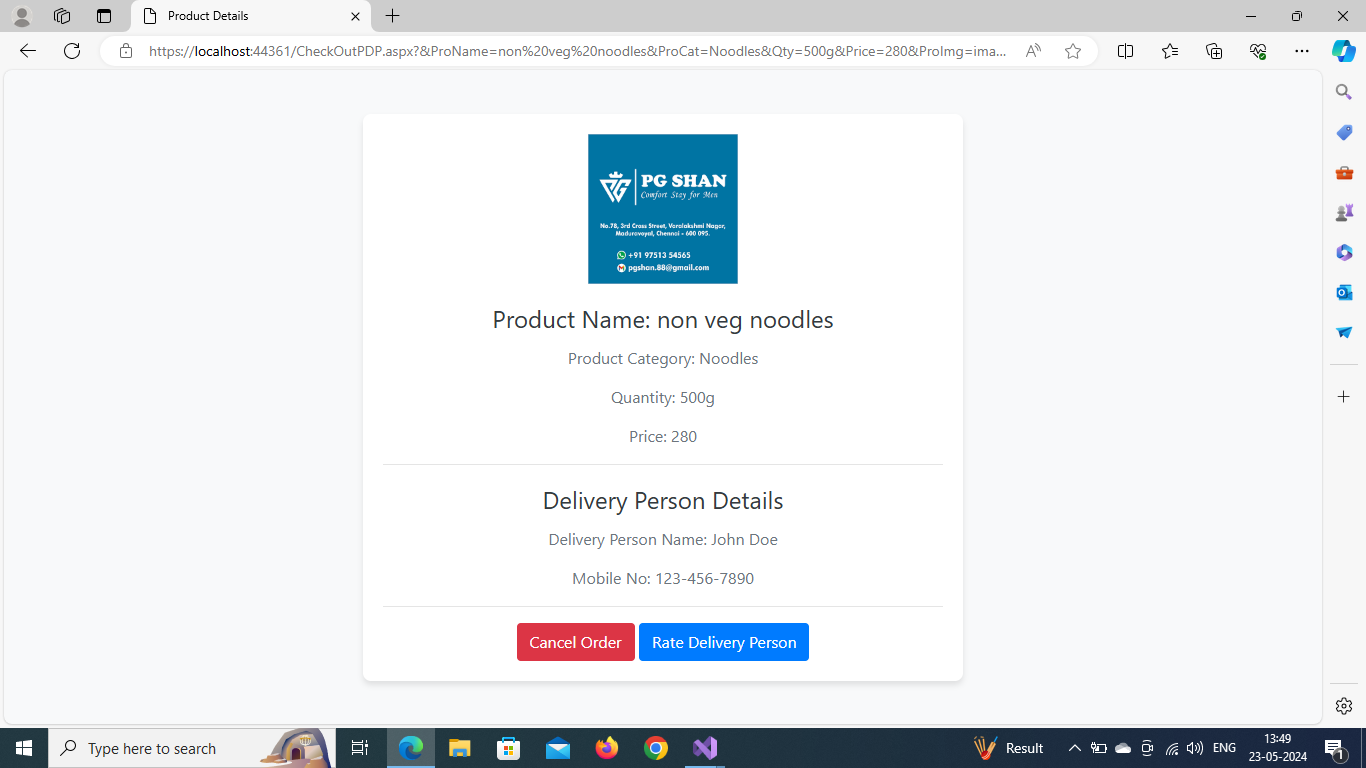 Product Details
https://localhost:44361/CheckOutPDP.aspx?&ProName=non%20veg%20noodles&ProCat=Noodles&Qty=500g&Price=280&ProImg=ima...
PG SHAN
Comfort Stay for Men
No.78, 3rd Cross Street, Varalakshmi Nagar,
Maduravoyal, Chennai - 600 095.
+91 97513 54565
pgshan.88@gmail.com
Product Name: non veg noodles
Product Category: Noodles
Quantity: 500g
Price: 280
Delivery Person Details
Delivery Person Name: John Doe
Mobile No: 123-456-7890
Cancel Order Rate Delivery Person
Type here to search
Result
ENG
13:49
23-05-2024
1